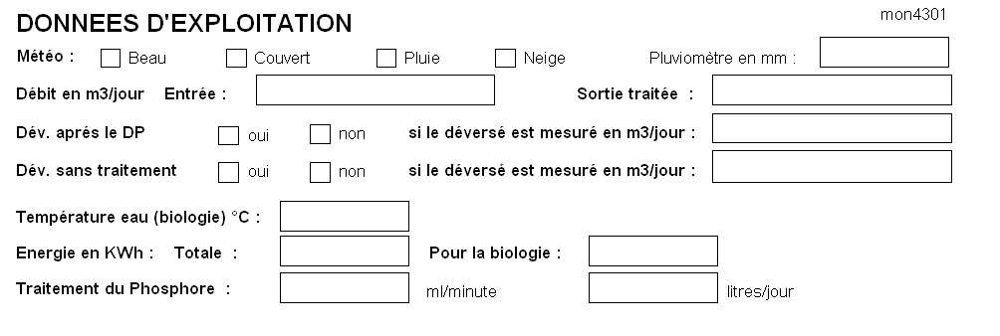 mon4301
DONNEES D'EXPLOITATION
Météo : Beau Couvert Pluie Neige Pluviomètre en mm :
Débit en m3/jour Entrée : Sortie traitée :
Dév. aprés le DP oui non si le déversé est mesuré en m3/jour :
Dév. sans traitement oui non si le déversé est mesuré en m3/jour :
Température eau (biologie) °C :
Energie en KWh : Totale : Pour la biologie :
Traitement du Phosphore : ml/minute litres/jour